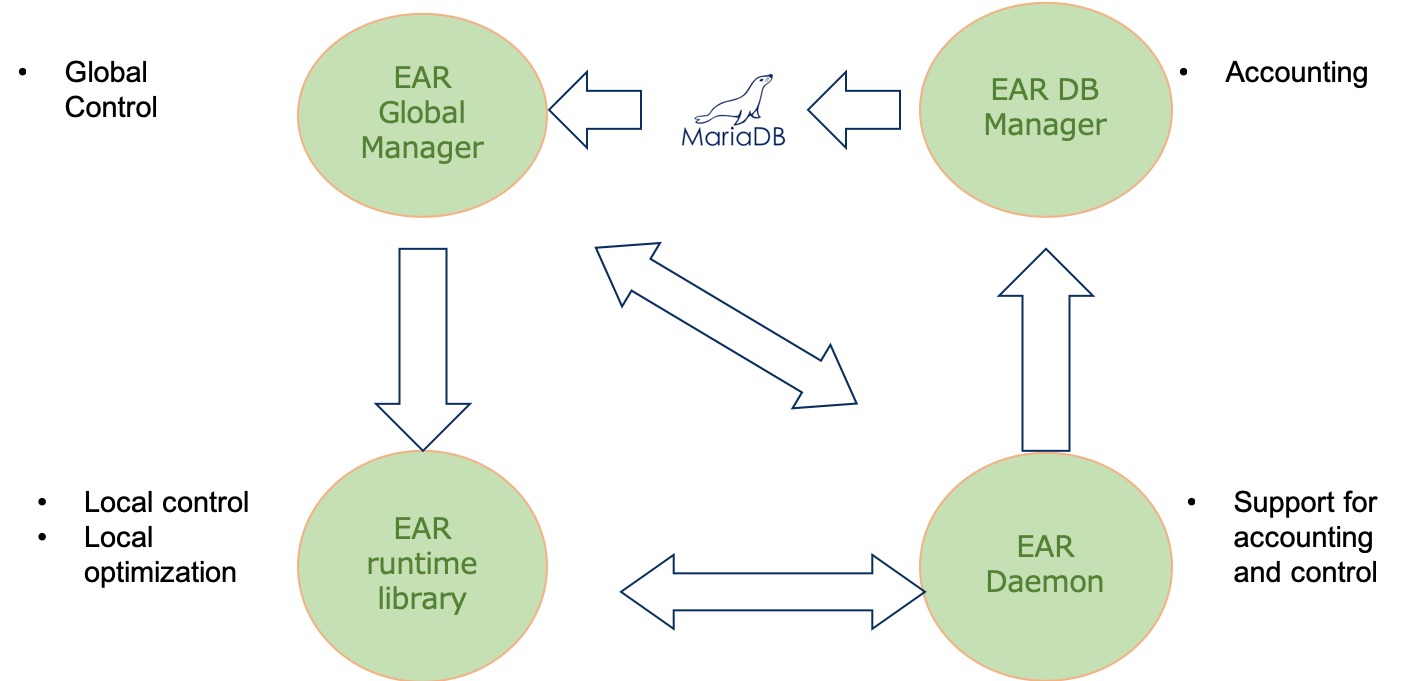 • Global
Control
EAR
Global
Manager
MariaDB
EAR DB
Manager
• Accounting
• Local control
• Local
optimization
EAR
runtime
library
EAR
Daemon
• Support for
accounting
and control